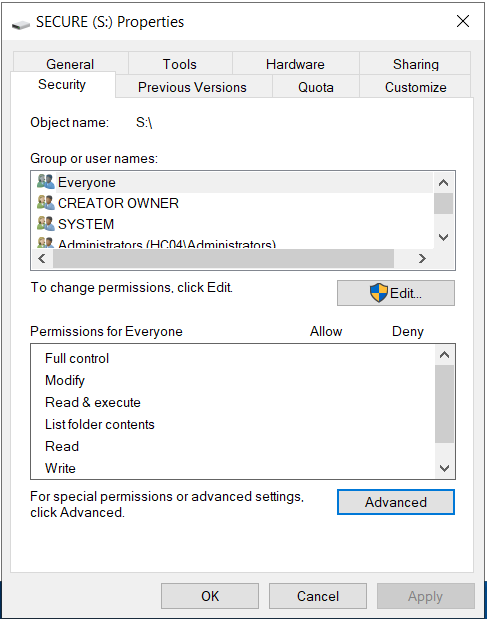 SECURE (S:) Properties
General Tools Hardware Sharing
Security Previous Versions Quota Customize
Object name: S:\
Group or user names:
Everyone
CREATOR OWNER
SYSTEM
Administrators (HC04\Administrators)
To change permissions, click Edit.
Edit...
Permissions for Everyone Allow Deny
Full control
Modify
Read & execute
List folder contents
Read
Write
For special permissions or advanced settings,
click Advanced.
Advanced
OK Cancel Apply